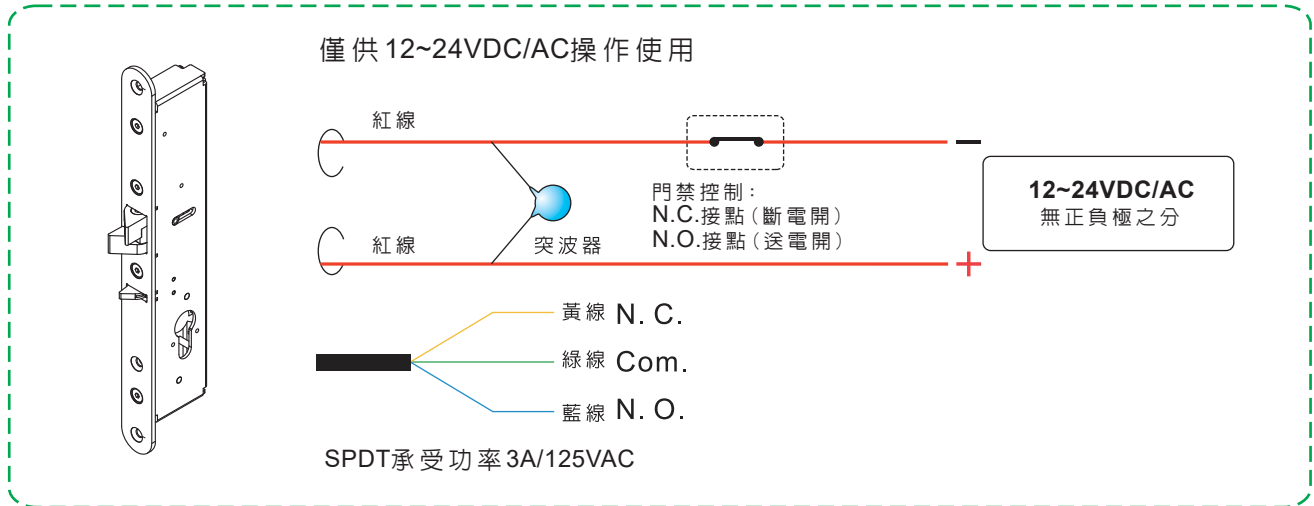 僅供12~24VDC/AC操作使用
紅線
門禁控制：
N.C.接點（斷電開）
N.O.接點（送電開）
12~24VDC/AC
無正負極之分
紅線
突波器
黃線 N. C.
綠線 Com.
藍線 N. O.
SPDT承受功率3A/125VAC